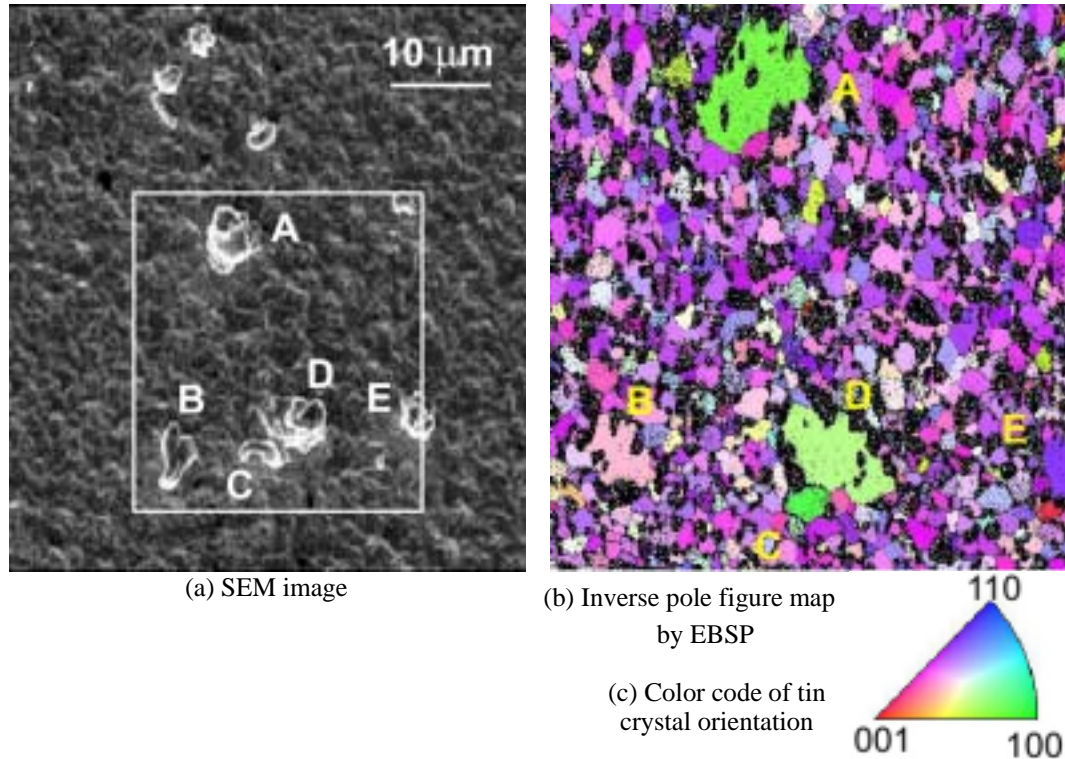 10 μm
A
B
D
E
C
(a) SEM image
A
B
D
E
C
(b) Inverse pole figure map
by EBSP
(c) Color code of tin
crystal orientation
110
001
100